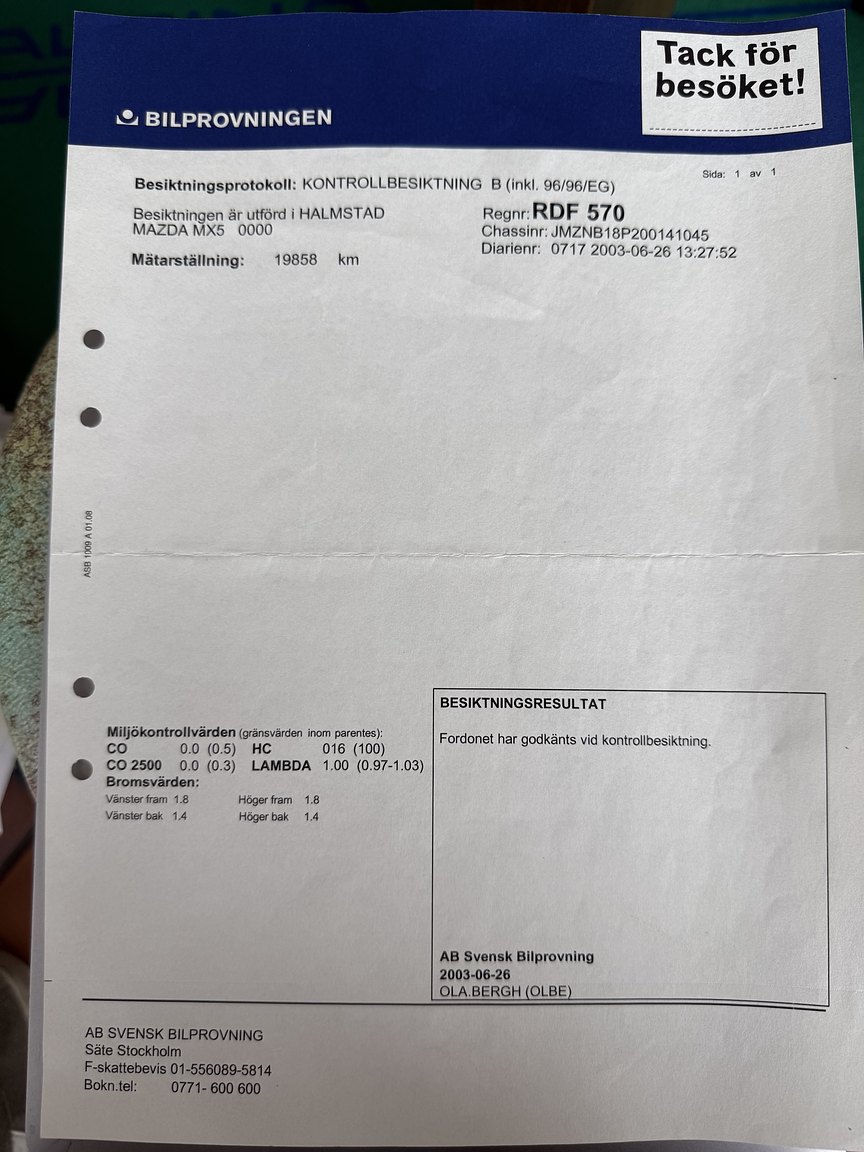 Tack för
besöket!
BILPROVNINGEN
Sida: 1 av 1
Besiktningsprotokoll: KONTROLLBESIKTNING B (inkl. 96/96/EG)
Besiktningen är utförd i HALMSTAD
MAZDA MX5 0000
Regnr: RDF 570
Chassinr: JMZNB18P200141045
Diarienr: 0717 2003-06-26 13:27:52
Mätarställning: 19858 km
ASB 1009 A 01.08
Miljökontrollvärden (gränsvärden inom parentes):
CO 0.0 (0.5) HC 016 (100)
CO 2500 0.0 (0.3) LAMBDA 1.00 (0.97-1.03)
Bromsvärden:
Vänster fram 1.8 Höger fram 1.8
Vänster bak 1.4 Höger bak 1.4
BESIKTNINGSRESULTAT
Fordonet har godkänts vid kontrollbesiktning.
AB Svensk Bilprovning
2003-06-26
OLA.BERGH (OLBE)
AB SVENSK BILPROVNING
Säte Stockholm
F-skattebevis 01-556089-5814
Bokn.tel: 0771- 600 600